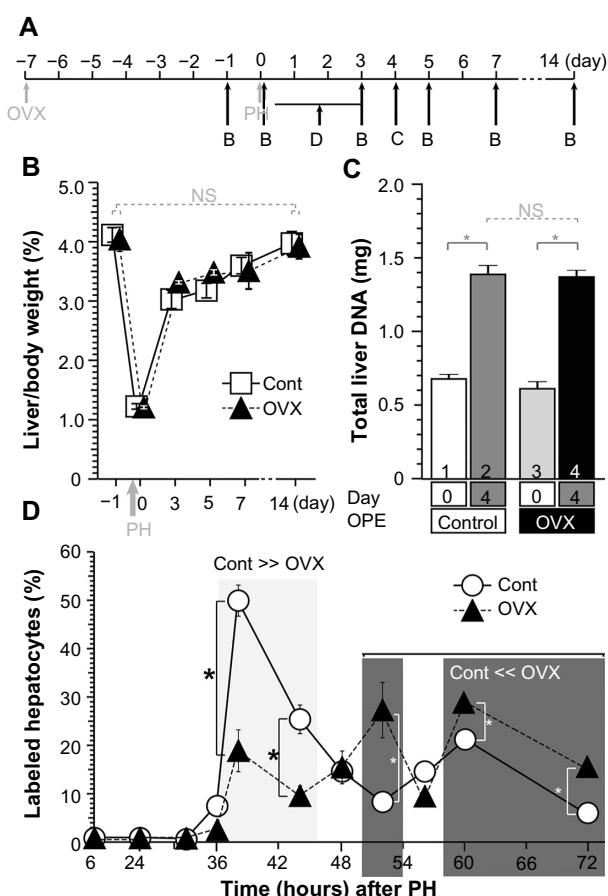 A
−7 −6 −5 −4 −3 −2 −1 0 1 2 3 4 5 6 7 14 (day)
OVX PH
B B D B C B B B
B
NS
Liver/body weight (%)
5.0
4.0
3.0
2.0
1.0
0
Cont
OVX
−1 0 3 5 7 14 (day)
PH
C
NS
* *
Total liver DNA (mg)
2.0
1.5
1.0
0.5
0
1 2 3 4
Day 0 4 0 4
OPE Control OVX
D
Cont >> OVX
Cont
OVX
Cont << OVX
Labeled hepatocytes (%)
60
50
40
30
20
10
0
* * * * *
6 24 36 42 48 54 60 66 72
Time (hours) after PH